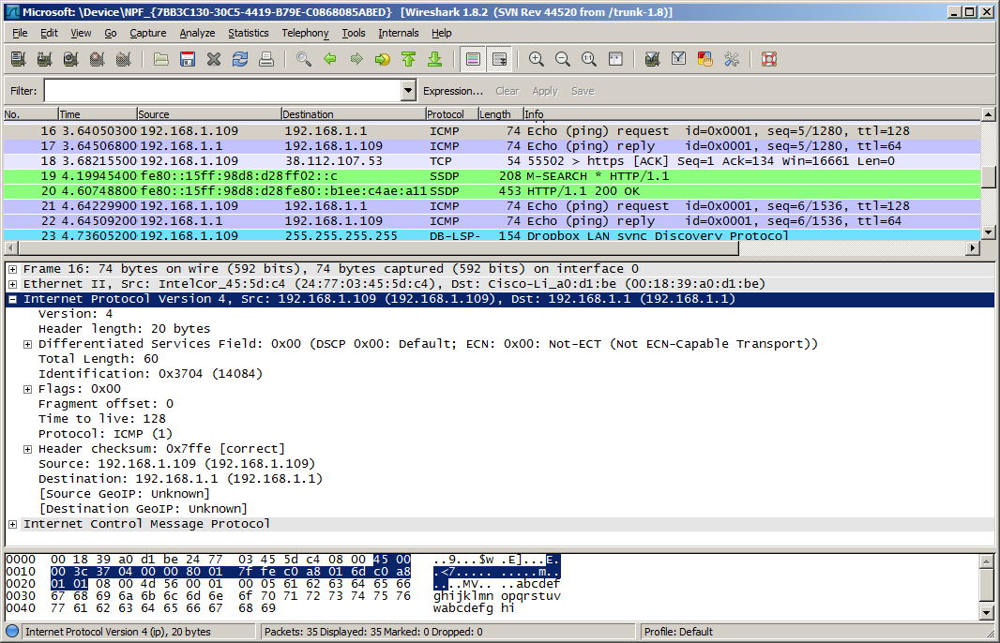 Microsoft: \Device\NPF_{7BB3C130-30C5-4419-B79E-C0868085ABED} [Wireshark 1.8.2 (SVN Rev 44520 from /trunk-1.8)]
File Edit View Go Capture Analyze Statistics Telephony Tools Internals Help
Filter: Expression... Clear Apply Save
No. Time Source Destination Protocol Length Info
16 3.64050300 192.168.1.109 192.168.1.1 ICMP 74 Echo (ping) request id=0x0001, seq=5/1280, ttl=128
17 3.64506800 192.168.1.1 192.168.1.109 ICMP 74 Echo (ping) reply id=0x0001, seq=5/1280, ttl=64
18 3.68215500 192.168.1.109 38.112.107.53 TCP 54 55502 > https [ACK] Seq=1 Ack=134 Win=16661 Len=0
19 4.19945400 fe80::15ff:98d8:d28 ff02::c SSDP 208 M-SEARCH * HTTP/1.1
20 4.60748800 fe80::15ff:98d8:d28 fe80::b1ee:c4ae:a11 SSDP 453 HTTP/1.1 200 OK
21 4.64229900 192.168.1.109 192.168.1.1 ICMP 74 Echo (ping) request id=0x0001, seq=6/1536, ttl=128
22 4.64509200 192.168.1.1 192.168.1.109 ICMP 74 Echo (ping) reply id=0x0001, seq=6/1536, ttl=64
23 4.73605200 192.168.1.109 255.255.255.255 DB-LSP- 154 Dropbox LAN sync Discovery Protocol
Frame 16: 74 bytes on wire (592 bits), 74 bytes captured (592 bits) on interface 0
Ethernet II, Src: IntelCor_45:5d:c4 (24:77:03:45:5d:c4), Dst: Cisco-Li_a0:d1:be (00:18:39:a0:d1:be)
Internet Protocol Version 4, Src: 192.168.1.109 (192.168.1.109), Dst: 192.168.1.1 (192.168.1.1)
Version: 4
Header length: 20 bytes
Differentiated Services Field: 0x00 (DSCP 0x00: Default; ECN: 0x00: Not-ECT (Not ECN-Capable Transport))
Total Length: 60
Identification: 0x3704 (14084)
Flags: 0x00
Fragment offset: 0
Time to live: 128
Protocol: ICMP (1)
Header checksum: 0x7ffe [correct]
Source: 192.168.1.109 (192.168.1.109)
Destination: 192.168.1.1 (192.168.1.1)
[Source GeoIP: Unknown]
[Destination GeoIP: Unknown]
Internet Control Message Protocol
0000 00 18 39 a0 d1 be 24 77 03 45 5d c4 08 00 45 00 ..9...$w .E]...E.
0010 00 3c 37 04 00 00 80 01 7f fe c0 a8 01 6d c0 a8 .<7..... .....m..
0020 01 01 08 00 4d 56 00 01 00 05 61 62 63 64 65 66 ....MV.. ..abcdef
0030 67 68 69 6a 6b 6c 6d 6e 6f 70 71 72 73 74 75 76 ghijklmn opqrstuv
0040 77 61 62 63 64 65 66 67 68 69 wabcdefg hi
Internet Protocol Version 4 (ip), 20 bytes Packets: 35 Displayed: 35 Marked: 0 Dropped: 0 Profile: Default